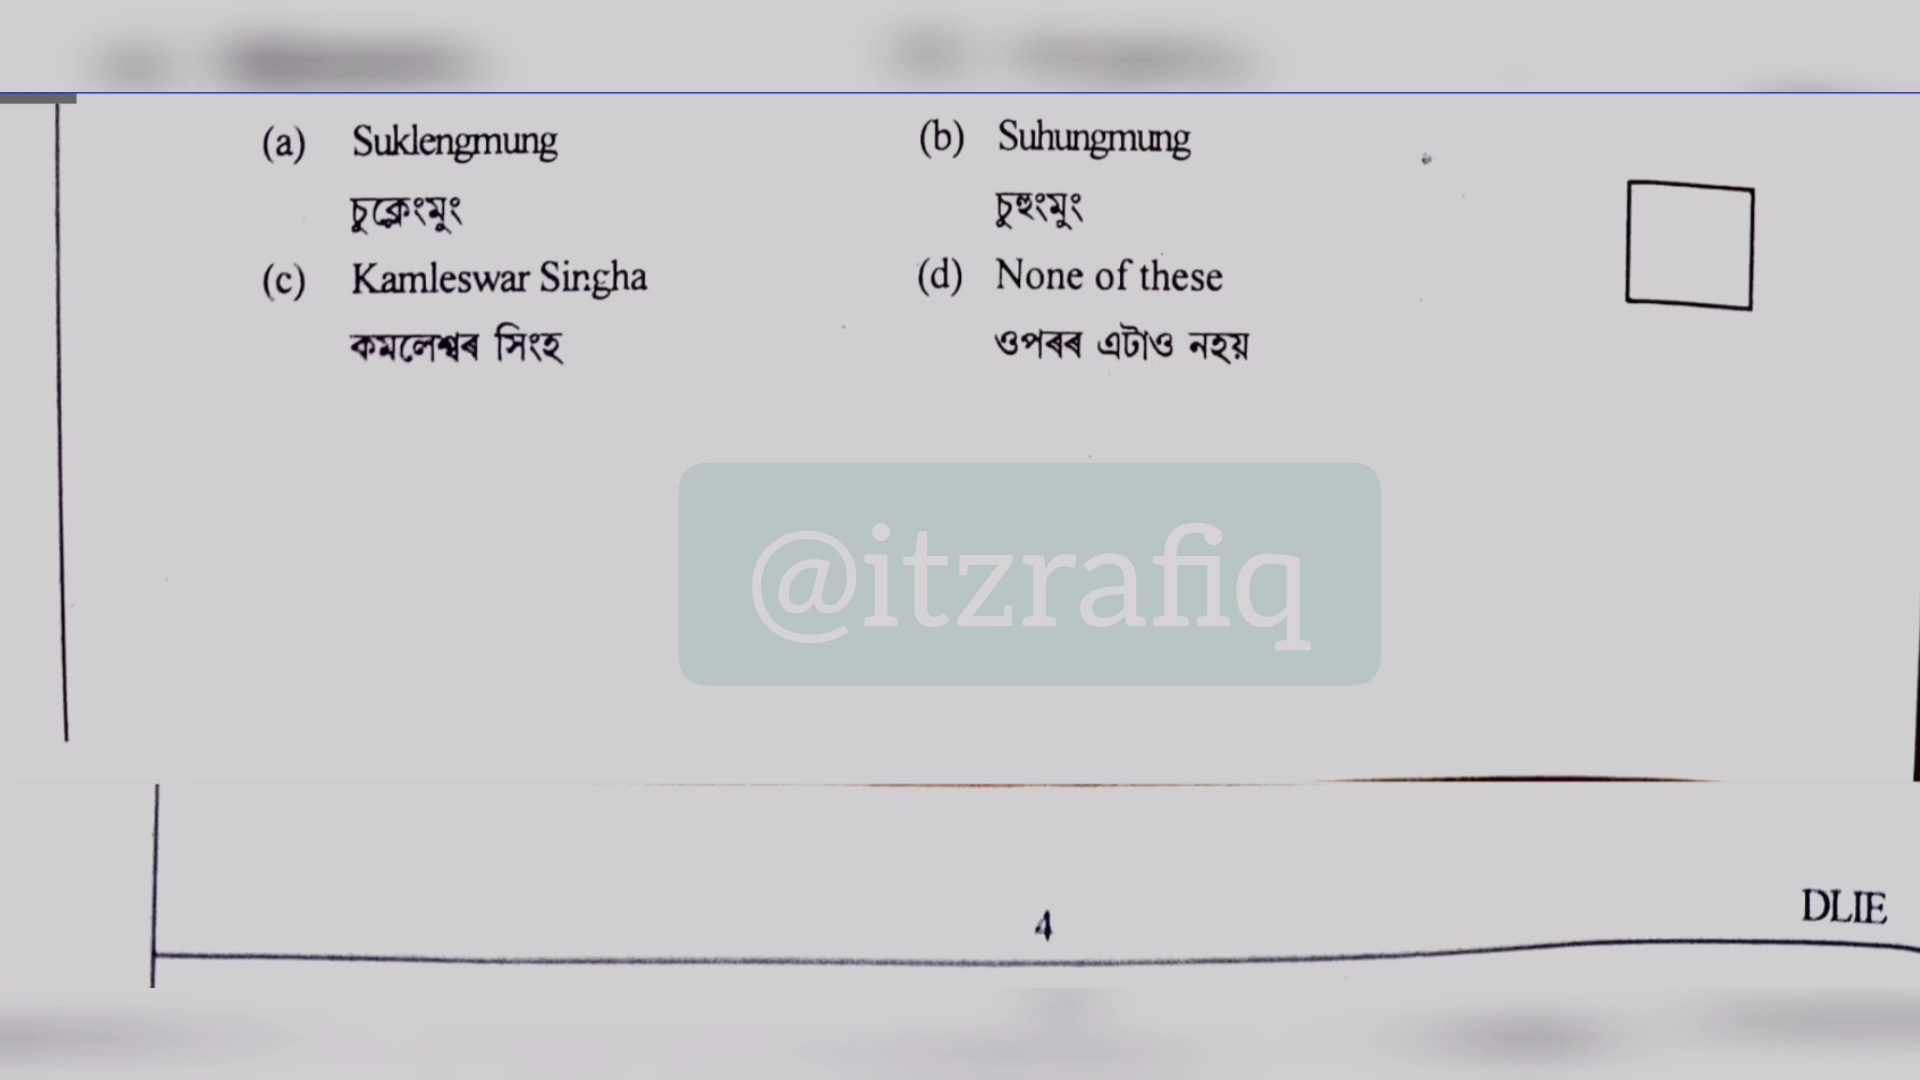 (a) Suklengmung (b) Suhungmung
চুক্লেংমুং চুহুংমুং
(c) Kamleswar Singha (d) None of these
কমলেশ্বৰ সিংহ ওপৰৰ এটাও নহয়
@itzrafiq
4
DLIE